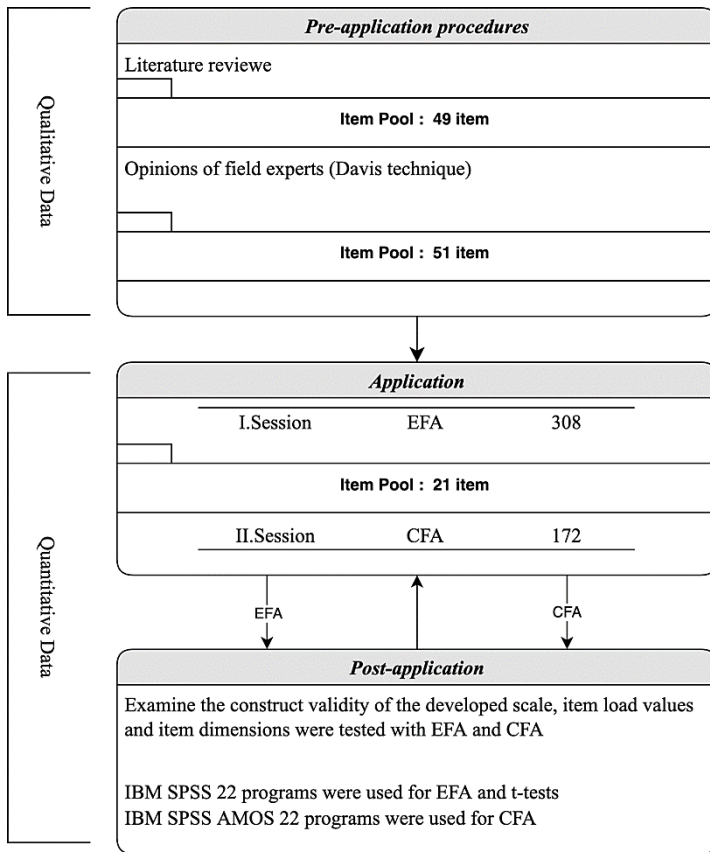 Pre-application procedures
Literature reviewe
Item Pool : 49 item
Opinions of field experts (Davis technique)
Item Pool : 51 item
Qualitative Data
Application
I.Session EFA 308
Item Pool : 21 item
II.Session CFA 172
EFA CFA
Quantitative Data
Post-application
Examine the construct validity of the developed scale, item load values
and item dimensions were tested with EFA and CFA
IBM SPSS 22 programs were used for EFA and t-tests
IBM SPSS AMOS 22 programs were used for CFA